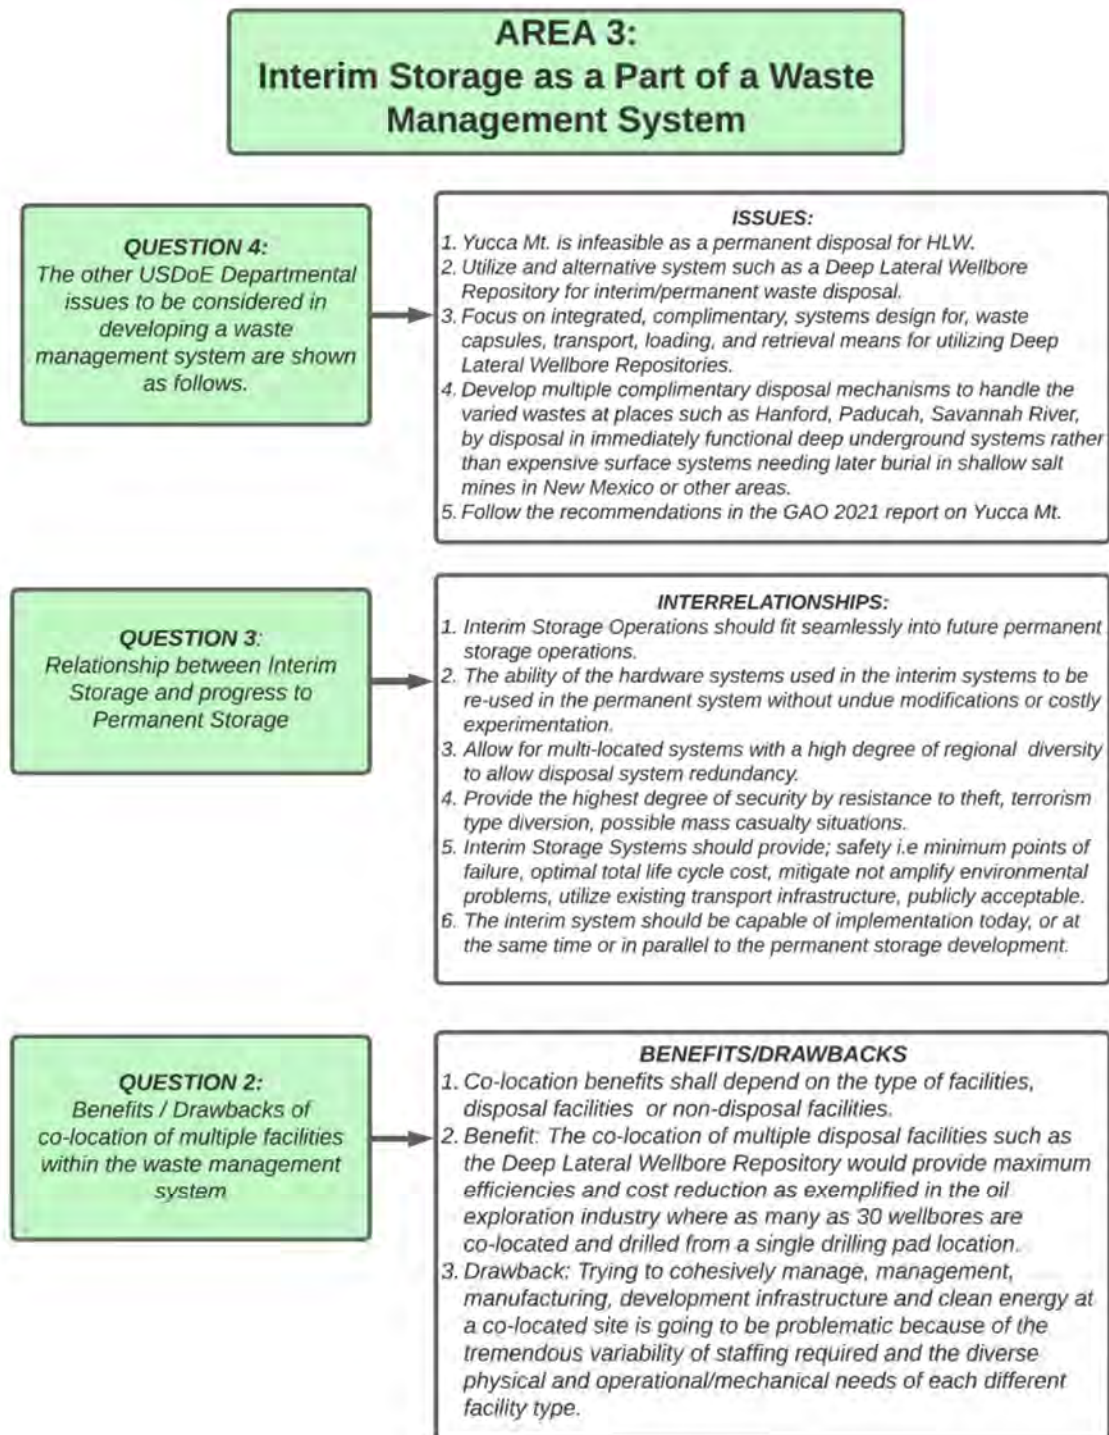 AREA 3:
Interim Storage as a Part of a Waste
Management System
QUESTION 4:
The other USDoE Departmental
issues to be considered in
developing a waste
management system are shown
as follows.
ISSUES:
1. Yucca Mt. is infeasible as a permanent disposal for HLW.
2. Utilize and alternative system such as a Deep Lateral Wellbore
Repository for interim/permanent waste disposal.
3. Focus on integrated, complimentary, systems design for, waste
capsules, transport, loading, and retrieval means for utilizing Deep
Lateral Wellbore Repositories.
4. Develop multiple complimentary disposal mechanisms to handle the
varied wastes at places such as Hanford, Paducah, Savannah River,
by disposal in immediately functional deep underground systems rather
than expensive surface systems needing later burial in shallow salt
mines in New Mexico or other areas.
5. Follow the recommendations in the GAO 2021 report on Yucca Mt.
QUESTION 3:
Relationship between Interim
Storage and progress to
Permanent Storage
INTERRELATIONSHIPS:
1. Interim Storage Operations should fit seamlessly into future permanent
storage operations.
2. The ability of the hardware systems used in the interim systems to be
re-used in the permanent system without undue modifications or costly
experimentation.
3. Allow for multi-located systems with a high degree of regional diversity
to allow disposal system redundancy.
4. Provide the highest degree of security by resistance to theft, terrorism
type diversion, possible mass casualty situations.
5. Interim Storage Systems should provide; safety i.e minimum points of
failure, optimal total life cycle cost, mitigate not amplify environmental
problems, utilize existing transport infrastructure, publicly acceptable.
6. The interim system should be capable of implementation today, or at
the same time or in parallel to the permanent storage development.
QUESTION 2:
Benefits / Drawbacks of
co-location of multiple facilities
within the waste management
system
BENEFITS/DRAWBACKS
1. Co-location benefits shall depend on the type of facilities,
disposal facilities or non-disposal facilities.
2. Benefit: The co-location of multiple disposal facilities such as
the Deep Lateral Wellbore Repository would provide maximum
efficiencies and cost reduction as exemplified in the oil
exploration industry where as many as 30 wellbores are
co-located and drilled from a single drilling pad location.
3. Drawback: Trying to cohesively manage, management,
manufacturing, development infrastructure and clean energy at
a co-located site is going to be problematic because of the
tremendous variability of staffing required and the diverse
physical and operational/mechanical needs of each different
facility type.